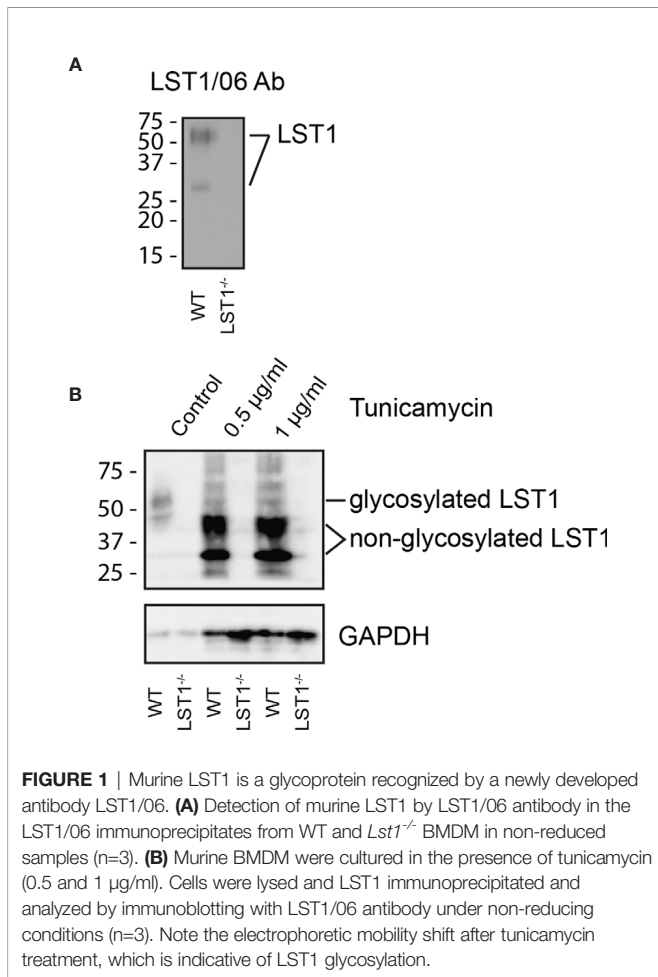 A
LST1/06 Ab
75 -
50 -
37 -
25 -
20 -
15 -
LST1
WT
LST1-/-
B
Control
0.5 µg/ml
1 µg/ml
Tunicamycin
75 -
50 -
37 -
25 -
glycosylated LST1
non-glycosylated LST1
GAPDH
WT
LST1-/-
WT
LST1-/-
WT
LST1-/-
FIGURE 1 | Murine LST1 is a glycoprotein recognized by a newly developed
antibody LST1/06. (A) Detection of murine LST1 by LST1/06 antibody in the
LST1/06 immunoprecipitates from WT and Lst1-/- BMDM in non-reduced
samples (n=3). (B) Murine BMDM were cultured in the presence of tunicamycin
(0.5 and 1 µg/ml). Cells were lysed and LST1 immunoprecipitated and
analyzed by immunoblotting with LST1/06 antibody under non-reducing
conditions (n=3). Note the electrophoretic mobility shift after tunicamycin
treatment, which is indicative of LST1 glycosylation.